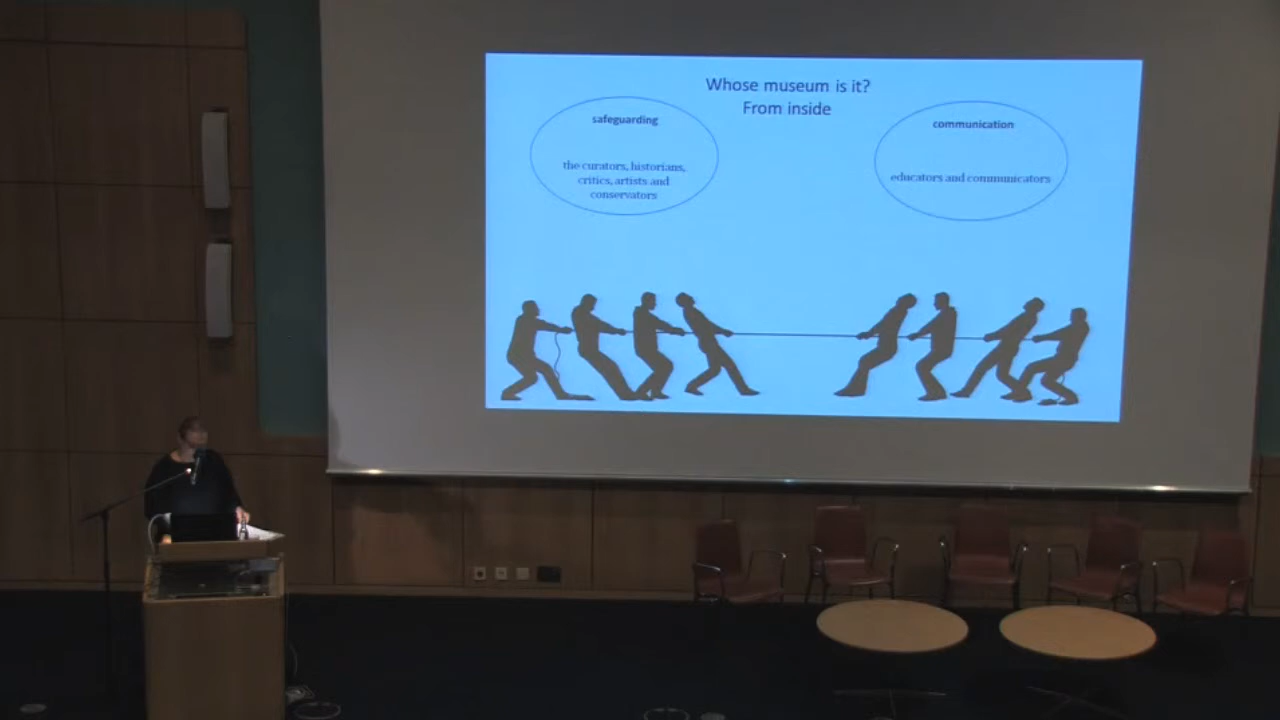 Whose museum is it?
From inside
safeguarding
the curators, historians,
critics, artists and
conservators
communication
educators and communicators